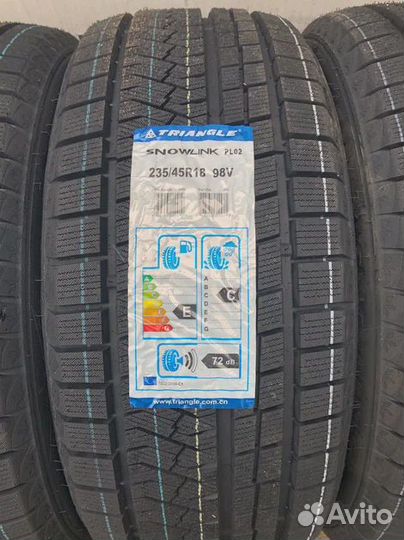 TRIANGLE
SNOWLINK PL02
235/45R18 98V
A
B
C
D
E
F
G
E
A
B
C
D
E
F
G
C
72 dB
www.triangle.com.cn
Avito